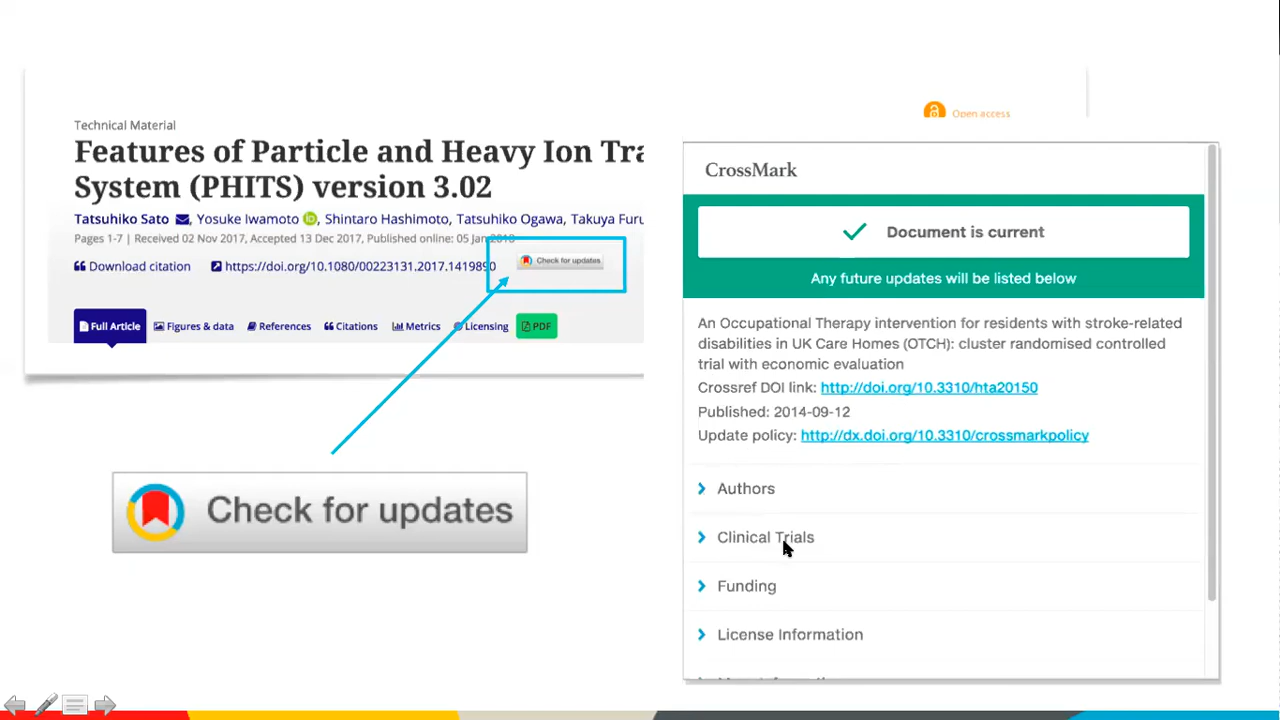 Technical Material
Features of Particle and Heavy Ion Tra
System (PHITS) version 3.02
Tatsuhiko Sato, Yosuke Iwamoto, Shintaro Hashimoto, Tatsuhiko Ogawa, Takuya Furu
Pages 1-7 | Received 02 Nov 2017, Accepted 13 Dec 2017, Published online: 05 Jan 2018
Download citation https://doi.org/10.1080/00223131.2017.1419890 Check for updates
Full Article Figures & data References Citations Metrics Licensing PDF
Check for updates
Open access
CrossMark
Document is current
Any future updates will be listed below
An Occupational Therapy intervention for residents with stroke-related
disabilities in UK Care Homes (OTCH): cluster randomised controlled
trial with economic evaluation
Crossref DOI link: http://doi.org/10.3310/hta20150
Published: 2014-09-12
Update policy: http://dx.doi.org/10.3310/crossmarkpolicy
Authors
Clinical Trials
Funding
License Information